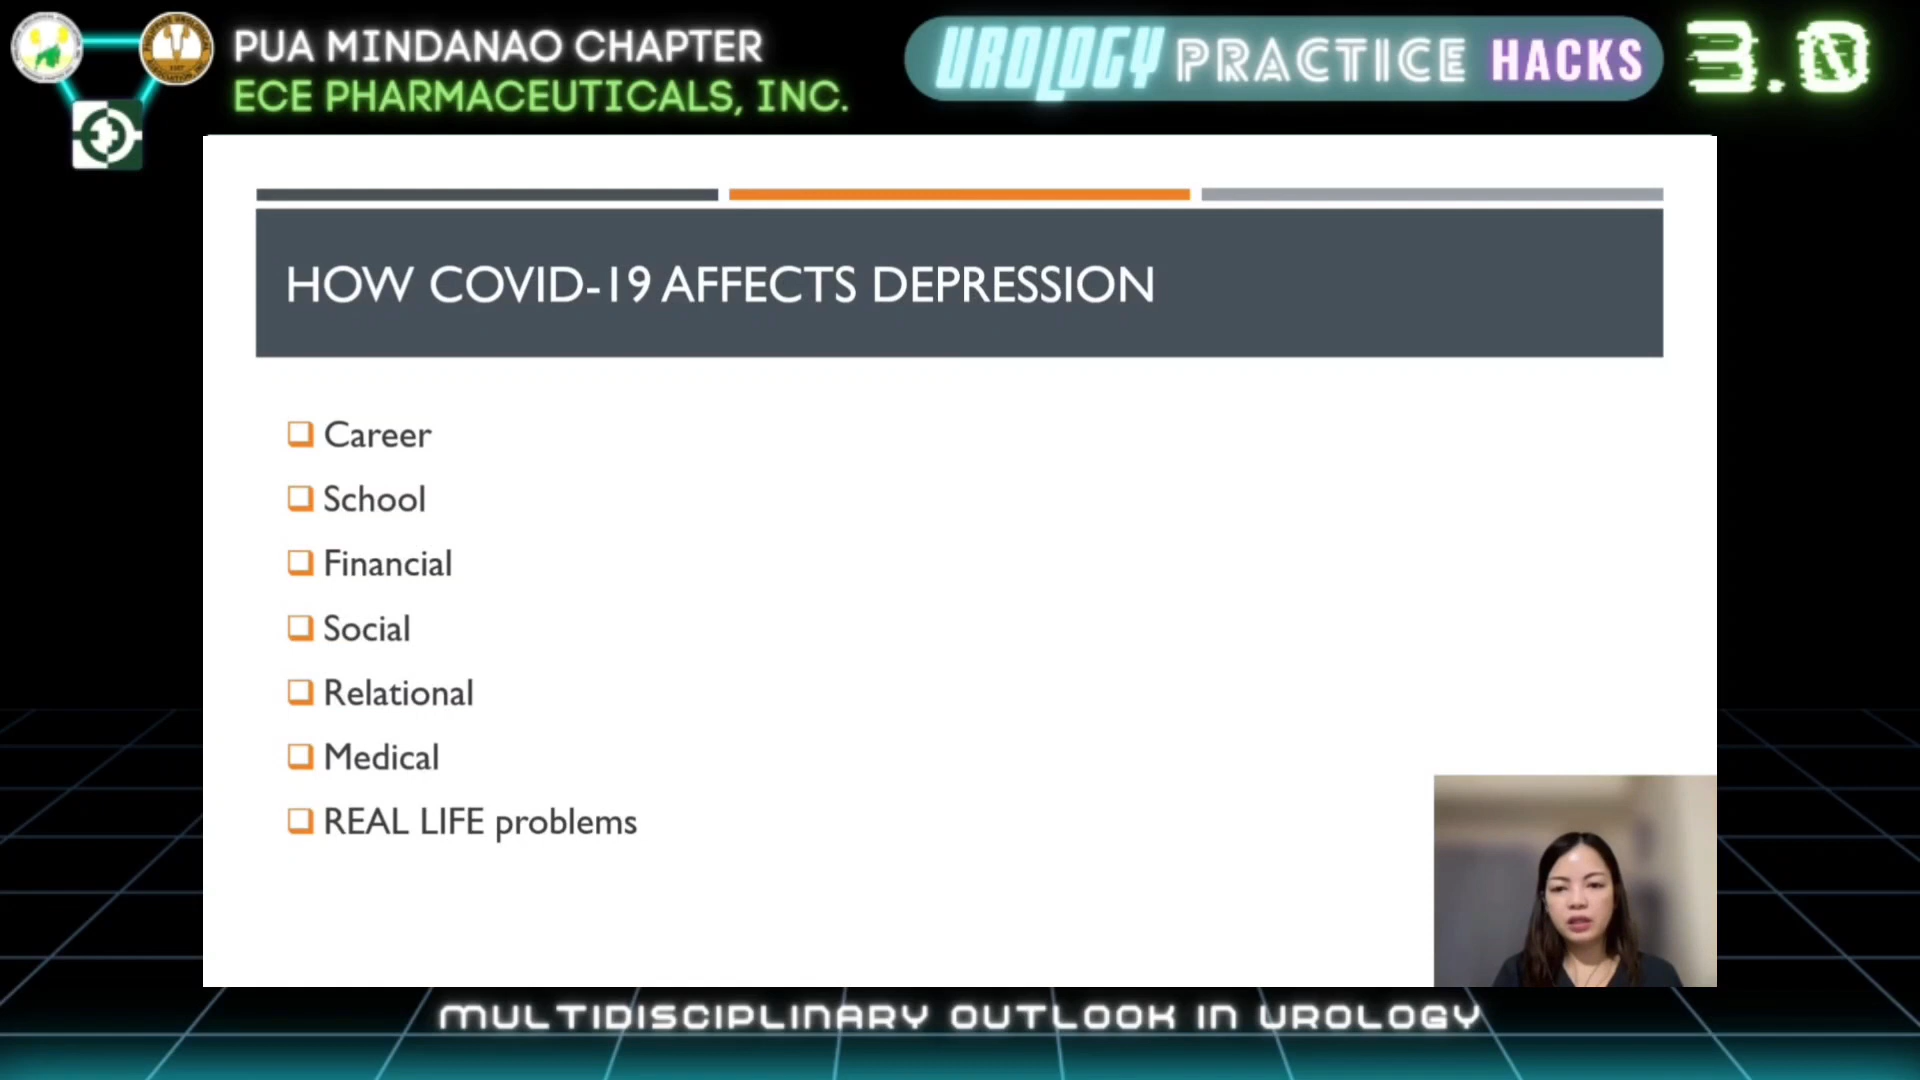 PUA MINDANAO CHAPTER
ECE PHARMACEUTICALS, INC.
UROLOGY PRACTICE HACKS 3.0
HOW COVID-19 AFFECTS DEPRESSION
Career
School
Financial
Social
Relational
Medical
REAL LIFE problems
MULTIDISCIPLINARY OUTLOOK IN UROLOGY